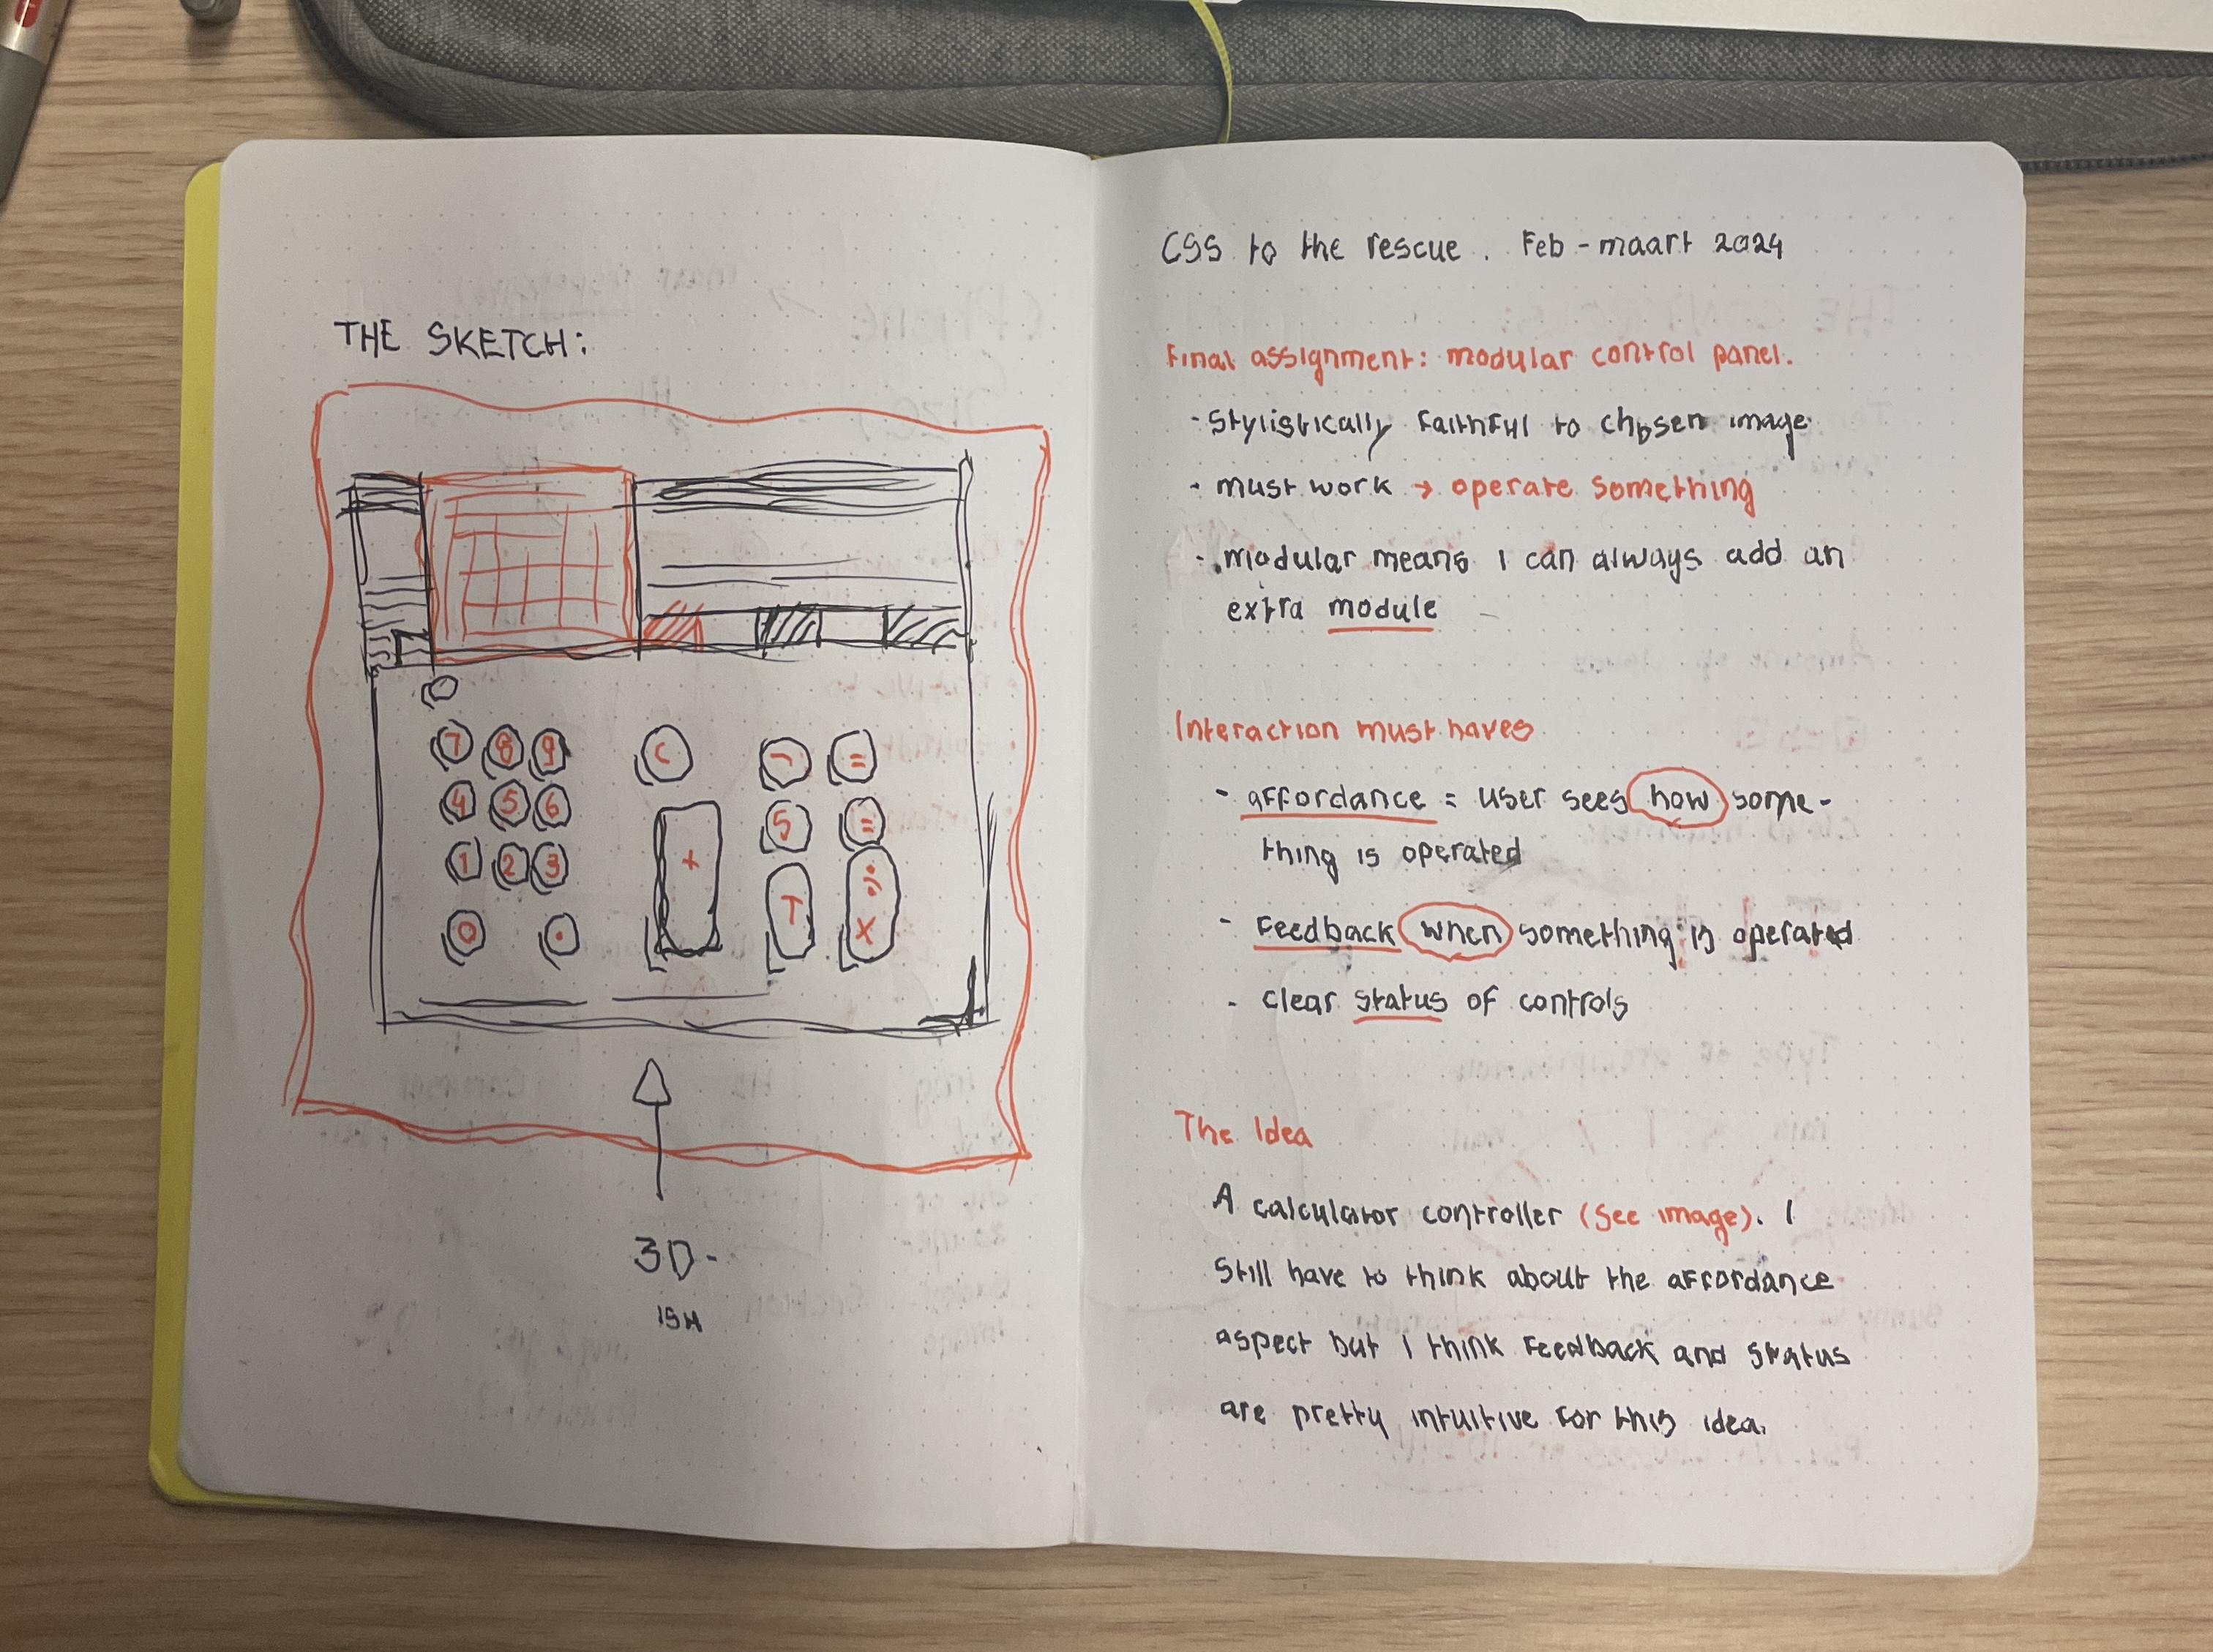 THE SKETCH:
7 8 9 C - =
4 5 6 S =
1 2 3 + T ÷
0 . X
3D-
ISH
CSS to the rescue. Feb - maart 2024
Final assignment: modular control panel.
- Stylistically faithful to chosen image
- must work → operate something
- modular means I can always add an
extra module
Interaction must haves
- affordance = user sees how some-
thing is operated
- Feedback when something is operated
- clear status of controls
The Idea
A calculator controller (See image). I
Still have to think about the affordance
aspect but I think Feedback and status
are pretty intuitive for this idea.